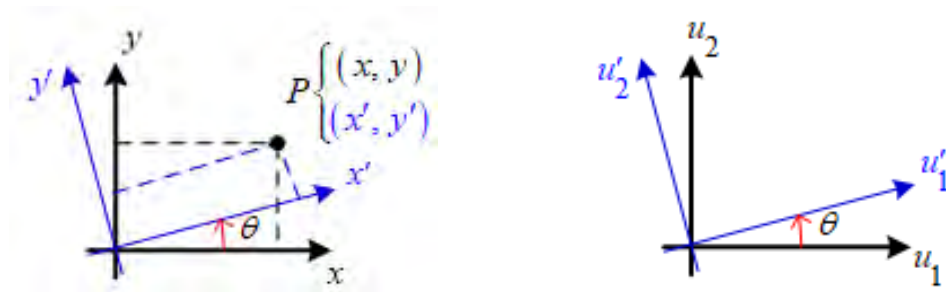 y
y′
P{(x, y)
(x′, y′)
x′
θ
x
u₂
u′₂
u′₁
θ
u₁